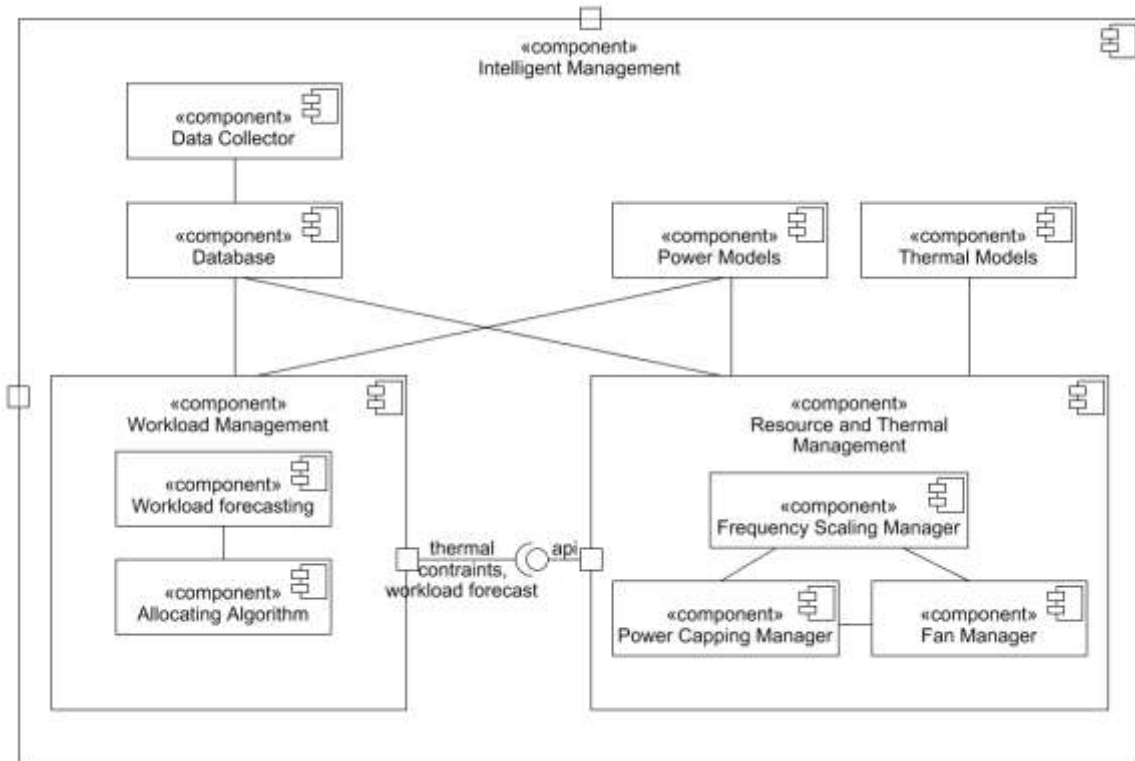 «component»
Intelligent Management
«component»
Data Collector
«component»
Database
«component»
Power Models
«component»
Thermal Models
«component»
Workload Management
«component»
Workload forecasting
«component»
Allocating Algorithm
thermal
contraints,
workload forecast
api
«component»
Resource and Thermal
Management
«component»
Frequency Scaling Manager
«component»
Power Capping Manager
«component»
Fan Manager